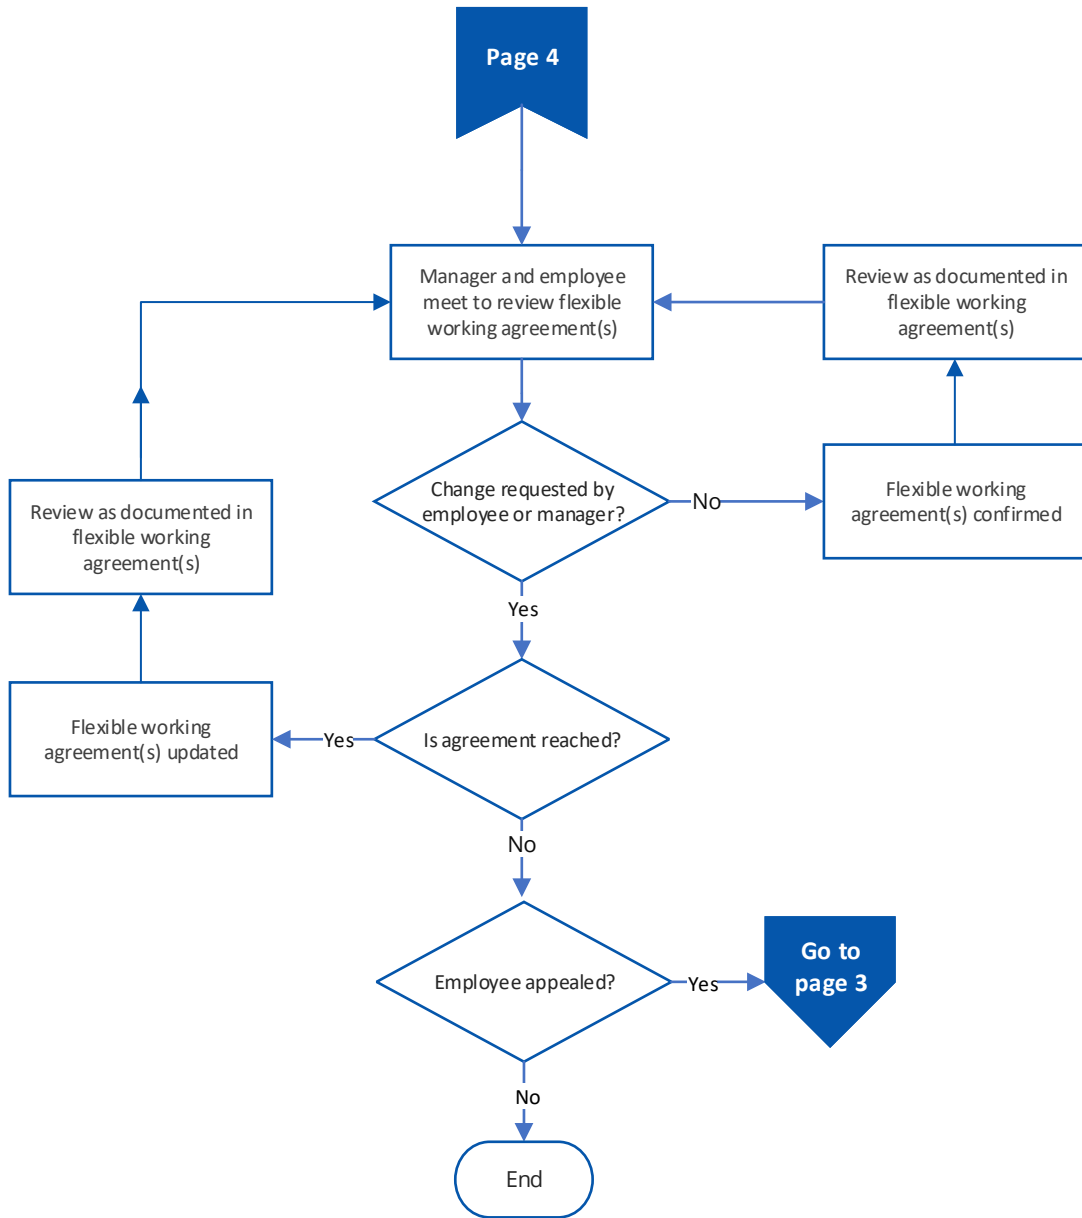 Page 4
Manager and employee
meet to review flexible
working agreement(s)
Review as documented in
flexible working
agreement(s)
Change requested by
employee or manager?
No
Flexible working
agreement(s) confirmed
Review as documented in
flexible working
agreement(s)
Yes
Flexible working
agreement(s) updated
Yes
Is agreement reached?
No
Employee appealed?
Yes
Go to
page 3
No
End